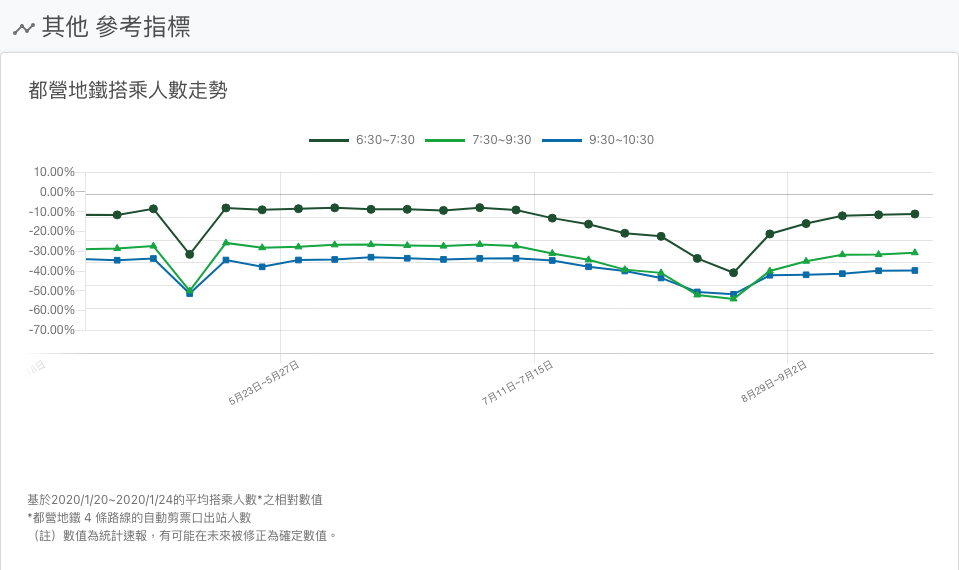 其他 參考指標
都營地鐵搭乘人數走勢
6:30~7:30 7:30~9:30 9:30~10:30
10.00%
0.00%
-10.00%
-20.00%
-30.00%
-40.00%
-50.00%
-60.00%
-70.00%
5月23日~5月27日
7月11日~7月15日
8月29日~9月2日
基於2020/1/20~2020/1/24的平均搭乘人數*之相對數值
*都營地鐵 4 條路線的自動剪票口出站人數
（註）數值為統計速報，有可能在未來被修正為確定數值。